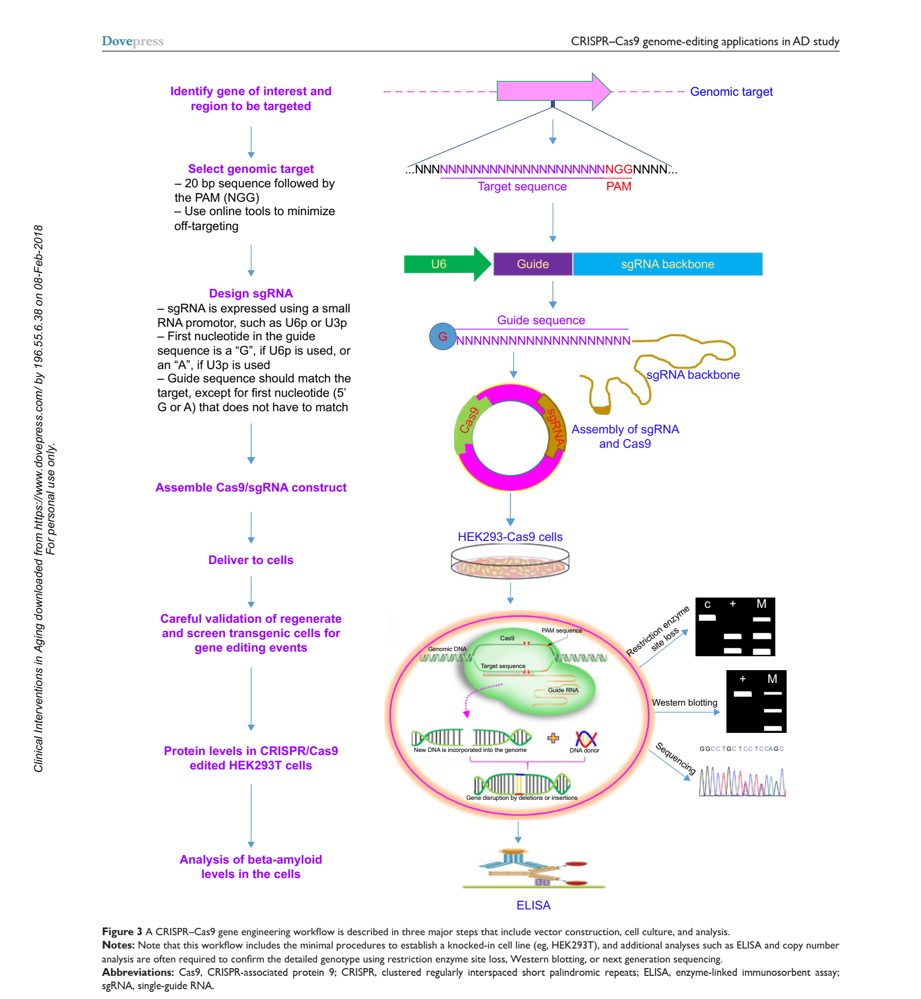 Dovepress
CRISPR–Cas9 genome-editing applications in AD study
Identify gene of interest and
region to be targeted
Select genomic target
– 20 bp sequence followed by
the PAM (NGG)
– Use online tools to minimize
off-targeting
Design sgRNA
– sgRNA is expressed using a small
RNA promotor, such as U6p or U3p
– First nucleotide in the guide
sequence is a “G”, if U6p is used, or
an “A”, if U3p is used
– Guide sequence should match the
target, except for first nucleotide (5’
G or A) that does not have to match
Assemble Cas9/sgRNA construct
Deliver to cells
Careful validation of regenerate
and screen transgenic cells for
gene editing events
Protein levels in CRISPR/Cas9
edited HEK293T cells
Analysis of beta-amyloid
levels in the cells
Genomic target
...NNNNNNNNNNNNNNNNNNNNNNNNGGNNNN...
Target sequence
PAM
U6
Guide
sgRNA backbone
Guide sequence
G
NNNNNNNNNNNNNNNNNNNN
sgRNA backbone
Cas9
sgRNA
Assembly of sgRNA
and Cas9
HEK293-Cas9 cells
PAM sequence
Cas9
Genomic DNA
Target sequence
Guide RNA
New DNA is incorporated into the genome
DNA donor
Gene disruption by deletions or insertions
Restriction enzyme
site loss
c + M
Western blotting
+ M
Sequencing
GGCCTGCTCCTCCAGC
ELISA
Figure 3 A CRISPR–Cas9 gene engineering workflow is described in three major steps that include vector construction, cell culture, and analysis.
Notes: Note that this workflow includes the minimal procedures to establish a knocked-in cell line (eg, HEK293T), and additional analyses such as ELISA and copy number
analysis are often required to confirm the detailed genotype using restriction enzyme site loss, Western blotting, or next generation sequencing.
Abbreviations: Cas9, CRISPR-associated protein 9; CRISPR, clustered regularly interspaced short palindromic repeats; ELISA, enzyme-linked immunosorbent assay;
sgRNA, single-guide RNA.
Clinical Interventions in Aging downloaded from https://www.dovepress.com/ by 196.55.6.38 on 08-Feb-2018
For personal use only.